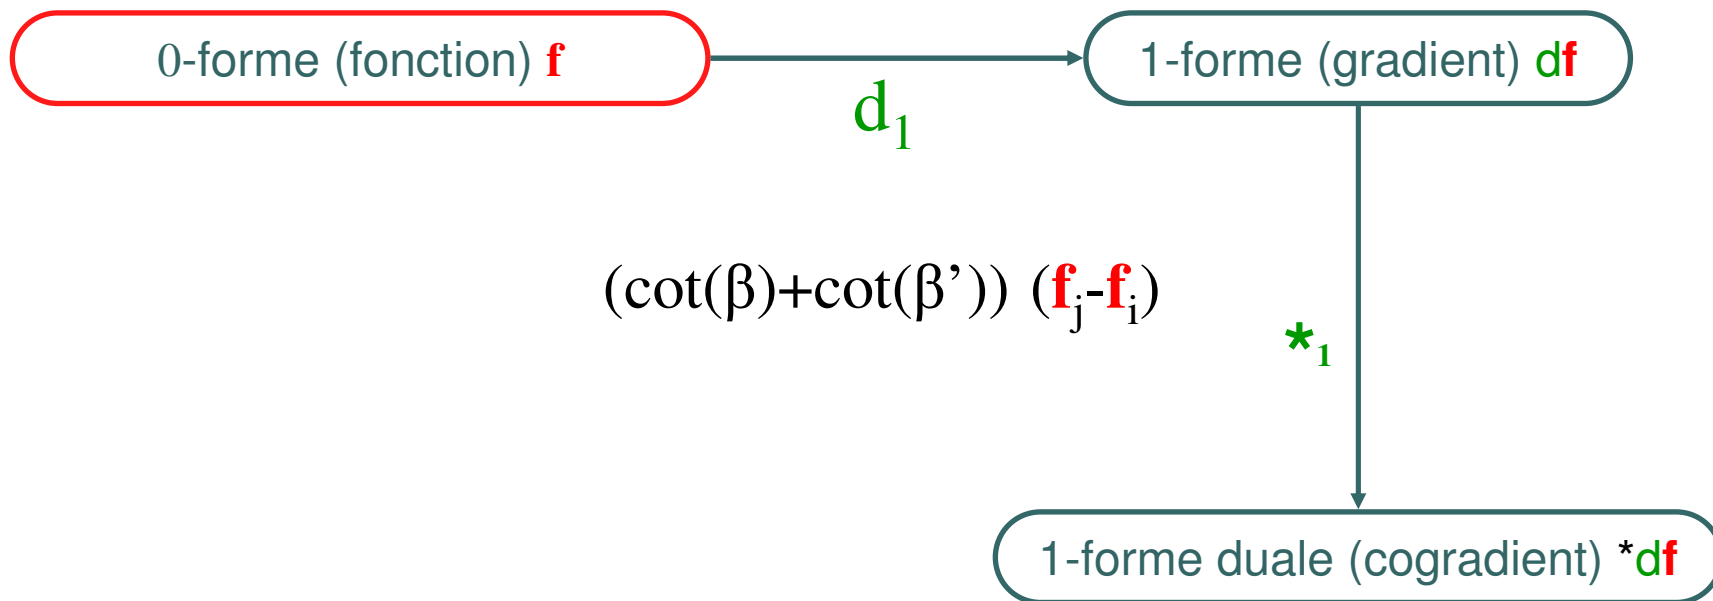 0-forme (fonction) f
1-forme (gradient) df
d₁
(cot(β)+cot(β’)) (fⱼ-fᵢ)
*₁
1-forme duale (cogradient) *df